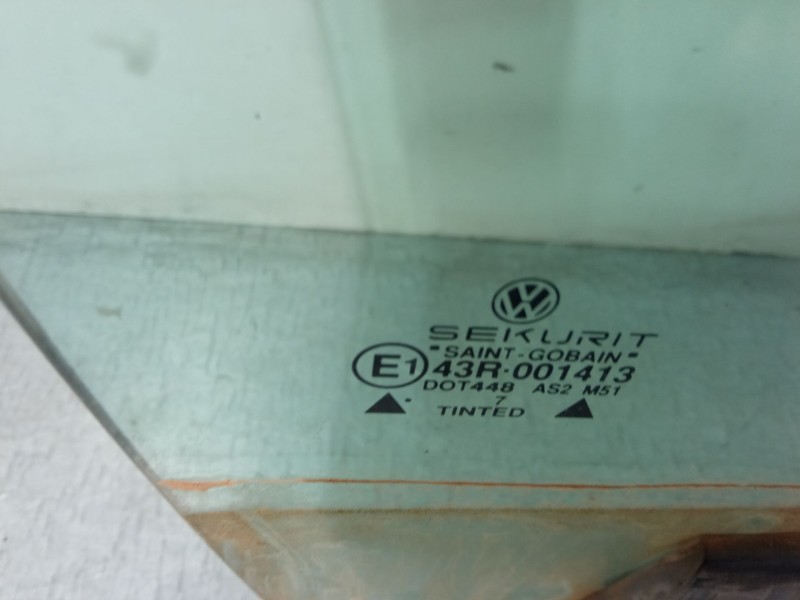 SEKURIT
"SAINT-GOBAIN"
E1 43R-001413
DOT448 AS2 M51
7
TINTED